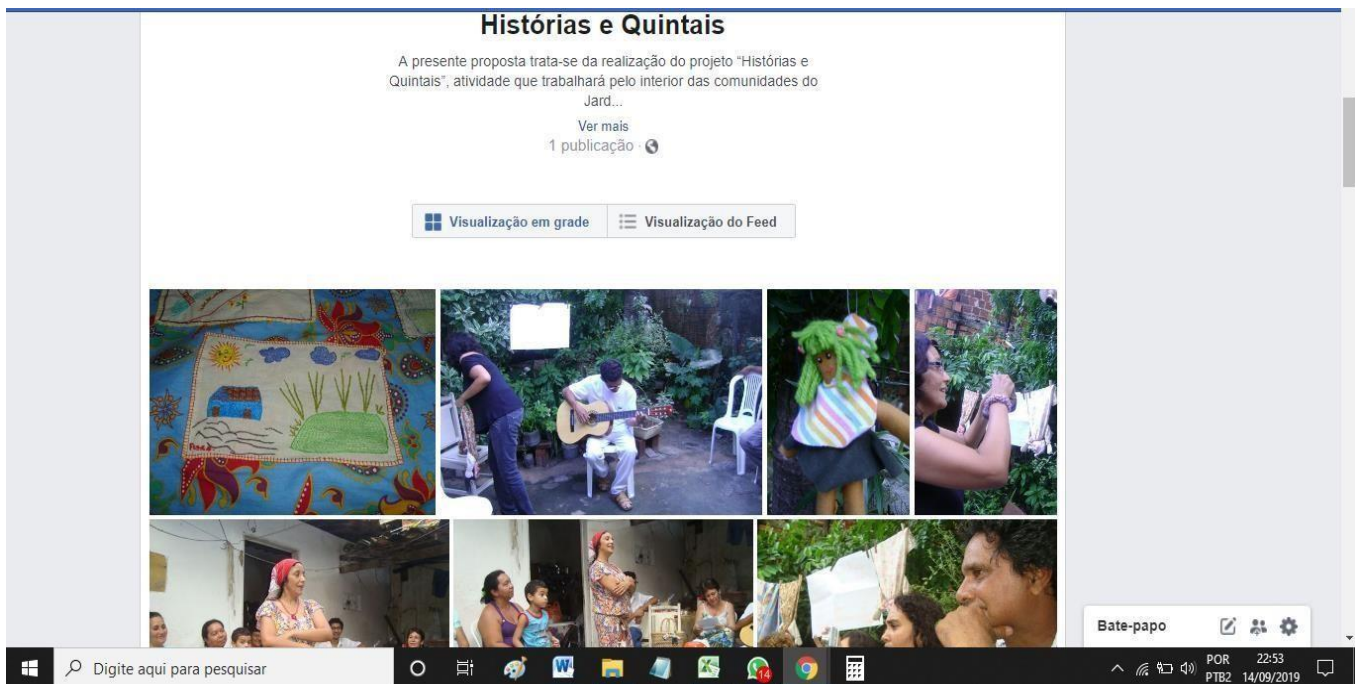 Histórias e Quintais
A presente proposta trata-se da realização do projeto “Histórias e
Quintais”, atividade que trabalhará pelo interior das comunidades do
Jard...
Ver mais
1 publicação ·
Visualização em grade
Visualização do Feed
Bate-papo
Digite aqui para pesquisar
14
POR
PTB2
22:53
14/09/2019